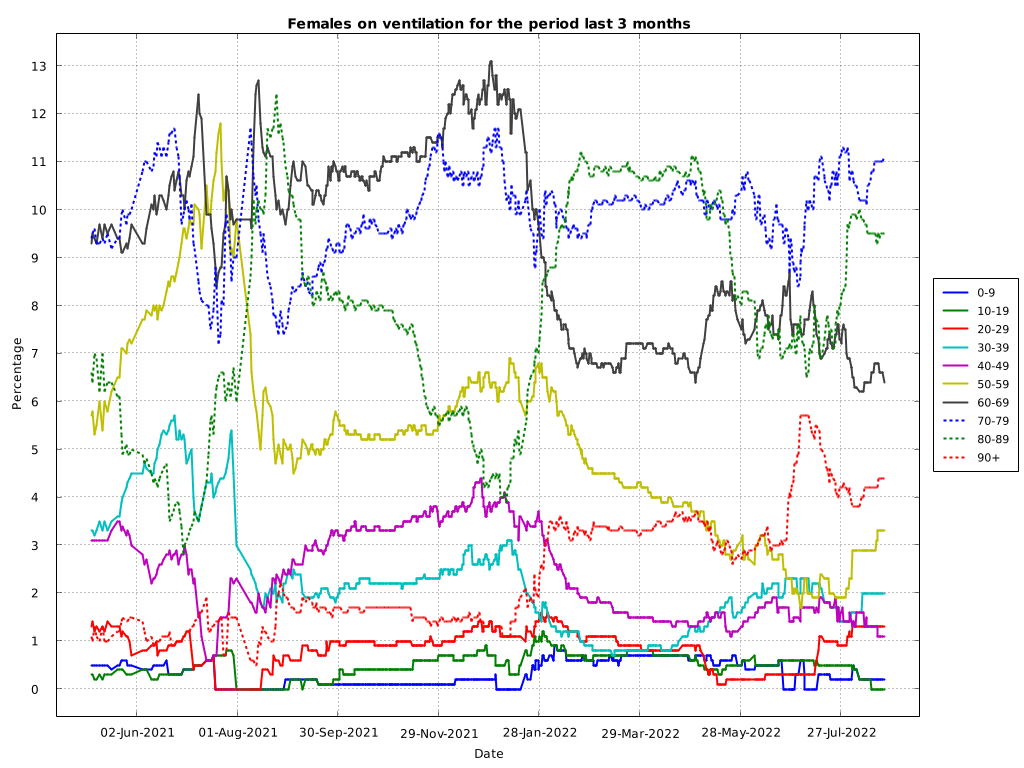 Females on ventilation for the period last 3 months
Percentage
13
12
11
10
9
8
7
6
5
4
3
2
1
0
02-Jun-2021
01-Aug-2021
30-Sep-2021
29-Nov-2021
28-Jan-2022
29-Mar-2022
28-May-2022
27-Jul-2022
Date
0-9
10-19
20-29
30-39
40-49
50-59
60-69
70-79
80-89
90+